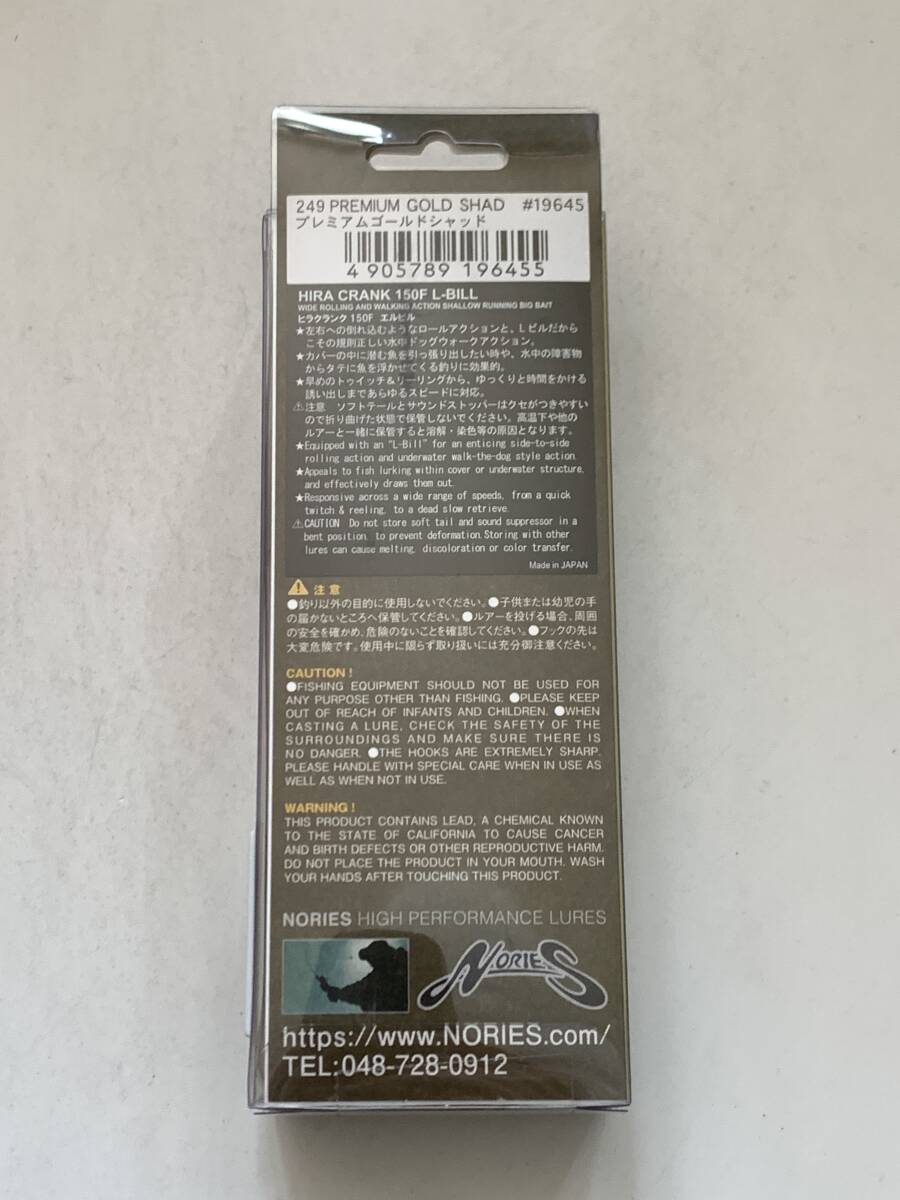 249 PREMIUM GOLD SHAD #19645
プレミアムゴールドシャッド
4 905789 196455
HIRA CRANK 150F L-BILL
WIDE ROLLING AND WALKING ACTION SHALLOW RUNNING BIG BAIT
ヒラクランク 150F エルビル
★左右への倒れ込むようなロールアクションと、Lビルだから
こその規則正しい水中ドッグウォークアクション。
★カバーの中に潜む魚を引っ張り出したい時や、水中の障害物
からタテに魚を浮かせてくる釣りに効果的。
★早めのトゥイッチ&リーリングから、ゆっくりと時間をかける
誘い出しまであらゆるスピードに対応。
⚠注意 ソフトテールとサウンドストッパーはクセがつきやすい
ので折り曲げた状態で保管しないでください。高温下や他の
ルアーと一緒に保管すると溶解・染色等の原因となります。
★Equipped with an "L-Bill" for an enticing side-to-side
rolling action and underwater walk-the-dog style action.
★Appeals to fish lurking within cover or underwater structure,
and effectively draws them out.
★Responsive across a wide range of speeds, from a quick
twitch & reeling, to a dead slow retrieve.
⚠CAUTION Do not store soft tail and sound suppressor in a
bent position, to prevent deformation.Storing with other
lures can cause melting, discoloration or color transfer.
Made in JAPAN
⚠ 注意
●釣り以外の目的に使用しないでください。●子供または幼児の手
の届かないところへ保管してください。●ルアーを投げる場合、周囲
の安全を確かめ、危険のないことを確認してください。●フックの先は
大変危険です。使用中に限らず取り扱いには充分御注意ください。
CAUTION!
●FISHING EQUIPMENT SHOULD NOT BE USED FOR
ANY PURPOSE OTHER THAN FISHING. ●PLEASE KEEP
OUT OF REACH OF INFANTS AND CHILDREN. ●WHEN
CASTING A LURE, CHECK THE SAFETY OF THE
SURROUNDINGS AND MAKE SURE THERE IS
NO DANGER. ●THE HOOKS ARE EXTREMELY SHARP.
PLEASE HANDLE WITH SPECIAL CARE WHEN IN USE AS
WELL AS WHEN NOT IN USE.
WARNING!
THIS PRODUCT CONTAINS LEAD, A CHEMICAL KNOWN
TO THE STATE OF CALIFORNIA TO CAUSE CANCER
AND BIRTH DEFECTS OR OTHER REPRODUCTIVE HARM.
DO NOT PLACE THE PRODUCT IN YOUR MOUTH. WASH
YOUR HANDS AFTER TOUCHING THIS PRODUCT.
NORIES HIGH PERFORMANCE LURES
NORIES
https://www.NORIES.com/
TEL:048-728-0912